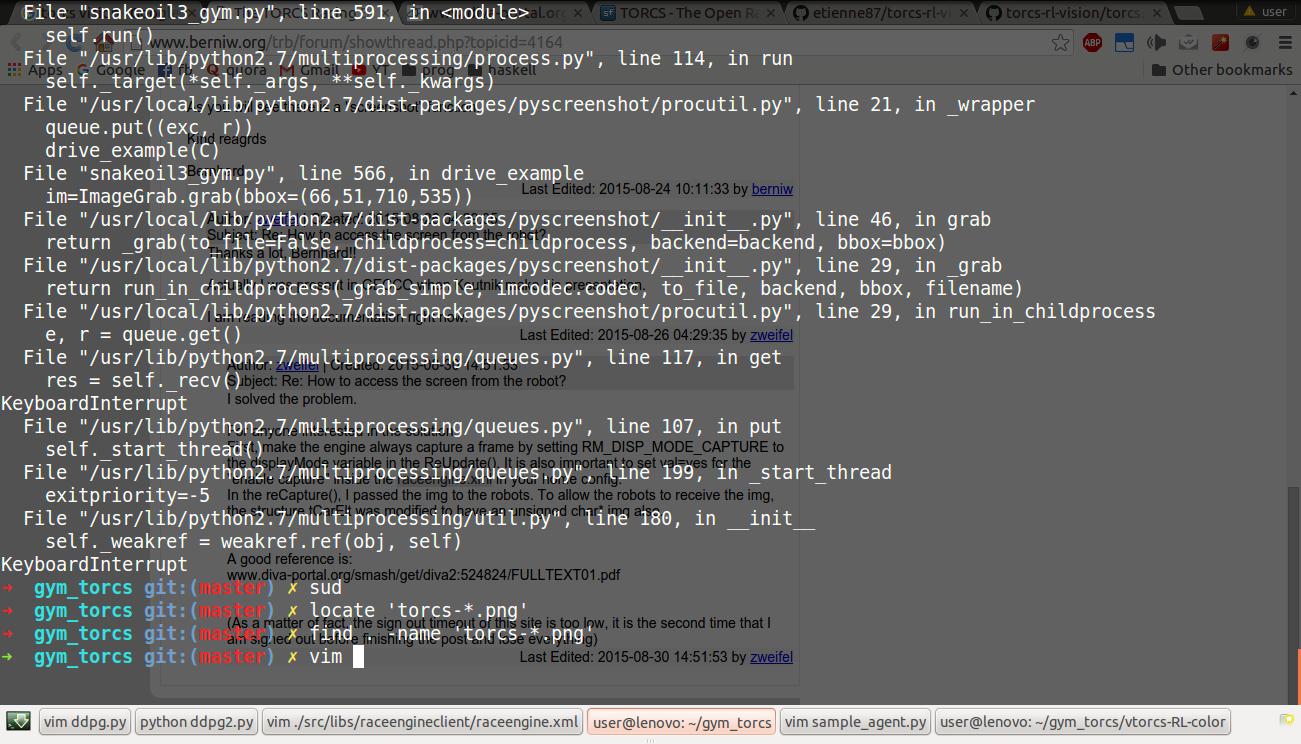 File "snakeoil3_gym.py", line 591, in <module>
self.run()
File "/usr/lib/python2.7/multiprocessing/process.py", line 114, in run
self._target(*self._args, **self._kwargs)
File "/usr/local/lib/python2.7/dist-packages/pyscreenshot/procutil.py", line 21, in _wrapper
queue.put((exc, r))
drive_example(C)
File "snakeoil3_gym.py", line 566, in drive_example
im=ImageGrab.grab(bbox=(66,51,710,535))
File "/usr/local/lib/python2.7/dist-packages/pyscreenshot/__init__.py", line 46, in grab
return _grab(to_file=False, childprocess=childprocess, backend=backend, bbox=bbox)
File "/usr/local/lib/python2.7/dist-packages/pyscreenshot/__init__.py", line 29, in _grab
return run_in_childprocess(_grab_simple, imcodec.codec, to_file, backend, bbox, filename)
File "/usr/local/lib/python2.7/dist-packages/pyscreenshot/procutil.py", line 29, in run_in_childprocess
e, r = queue.get()
File "/usr/lib/python2.7/multiprocessing/queues.py", line 117, in get
res = self._recv()
KeyboardInterrupt
File "/usr/lib/python2.7/multiprocessing/queues.py", line 107, in put
self._start_thread()
File "/usr/lib/python2.7/multiprocessing/queues.py", line 199, in _start_thread
exitpriority=-5
File "/usr/lib/python2.7/multiprocessing/util.py", line 180, in __init__
self._weakref = weakref.ref(obj, self)
KeyboardInterrupt
→ gym_torcs git:(master) ✗ sud
→ gym_torcs git:(master) ✗ locate 'torcs-*.png'
→ gym_torcs git:(master) ✗ find . -name 'torcs-*.png'
→ gym_torcs git:(master) ✗ vim
TORCS - The Open Ra
etienne87/torcs-rl-vi
torcs-rl-vision/torcs
user
www.berniw.org/trb/forum/showthread.php?topicid=4164
Apps Google fb quora Gmail YT prog haskell
Other bookmarks
Kind reagrds
Last Edited: 2015-08-24 10:11:33 by berniw
Subject: Re: How to access the screen from the robot?
Thanks a lot, Bernhard!!
I am reading the documentation right now.
Last Edited: 2015-08-26 04:29:35 by zweifel
Author: zweifel | Created: 2015-08-30 14:51:53
Subject: Re: How to access the screen from the robot?
I solved the problem.
For anyone interested in the solution:
First, make the engine always capture a frame by setting RM_DISP_MODE_CAPTURE to
the displayMode variable in the ReUpdate(). It is also important to set val=yes for the
"enable capture" inside the raceengine.xml in your home config.
In the reCapture(), I passed the img to the robots. To allow the robots to receive the img,
the structure tCarElt was modified to have an unsigned char* img also.
A good reference is:
www.diva-portal.org/smash/get/diva2:524824/FULLTEXT01.pdf
(As a matter of fact, the sign out timeout of this site is too low, it is the second time that I
am signed out before finishing the post and lose everything)
Last Edited: 2015-08-30 14:51:53 by zweifel
vim ddpg.py
python ddpg2.py
vim ./src/libs/raceengineclient/raceengine.xml
user@lenovo: ~/gym_torcs
vim sample_agent.py
user@lenovo: ~/gym_torcs/vtorcs-RL-color